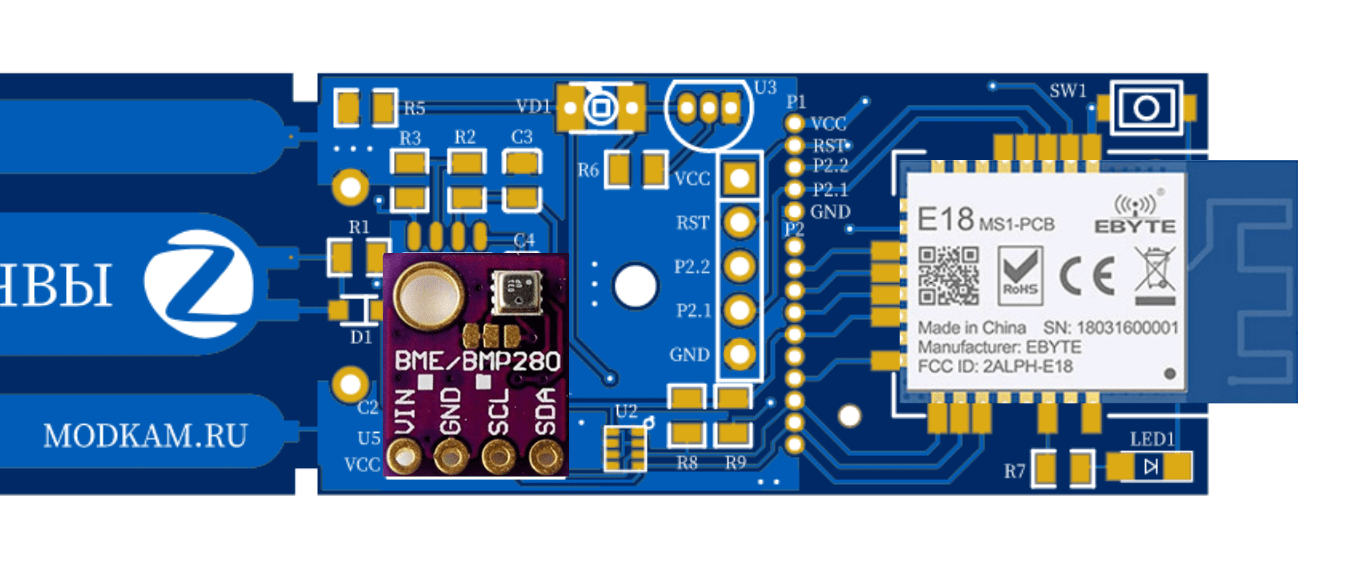 R5
VD1
U3
P1
SW1
VCC
RST
P2.2
P2.1
GND
P2
R3
R2
C3
R6
VCC
RST
P2.2
P2.1
GND
R1
C4
D1
ЧВЫ
Z
MODKAM.RU
C2
U5
VCC
BME/BMP280
VIN
GND
SCL
SDA
U2
R8
R9
E18 MS1-PCB
EBYTE
®
RoHS
CE
Made in China SN: 18031600001
Manufacturer: EBYTE
FCC ID: 2ALPH-E18
R7
LED1